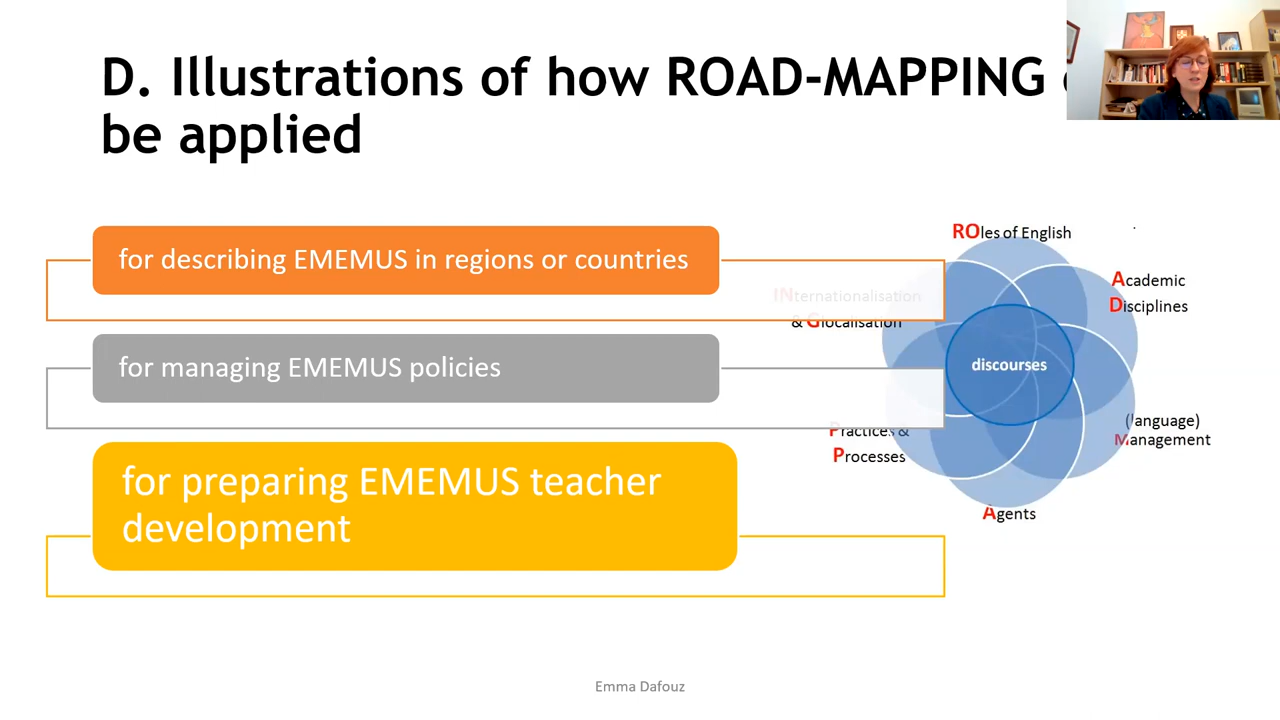 D. Illustrations of how ROAD-MAPPING
be applied
for describing EMEMUS in regions or countries
for managing EMEMUS policies
for preparing EMEMUS teacher
development
ROles of English
Academic
Disciplines
(language)
Management
Agents
Practices &
Processes
INternationalisation
& Glocalisation
discourses
Emma Dafouz